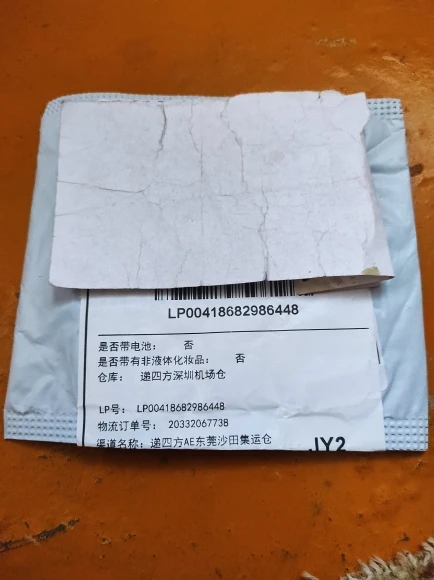 LP00418682986448
是否带电池： 否
是否带有非液体化妆品： 否
仓库： 递四方深圳机场仓
LP号： LP00418682986448
物流订单号： 20332067738
渠道名称：递四方AE东莞沙田集运仓
JY2